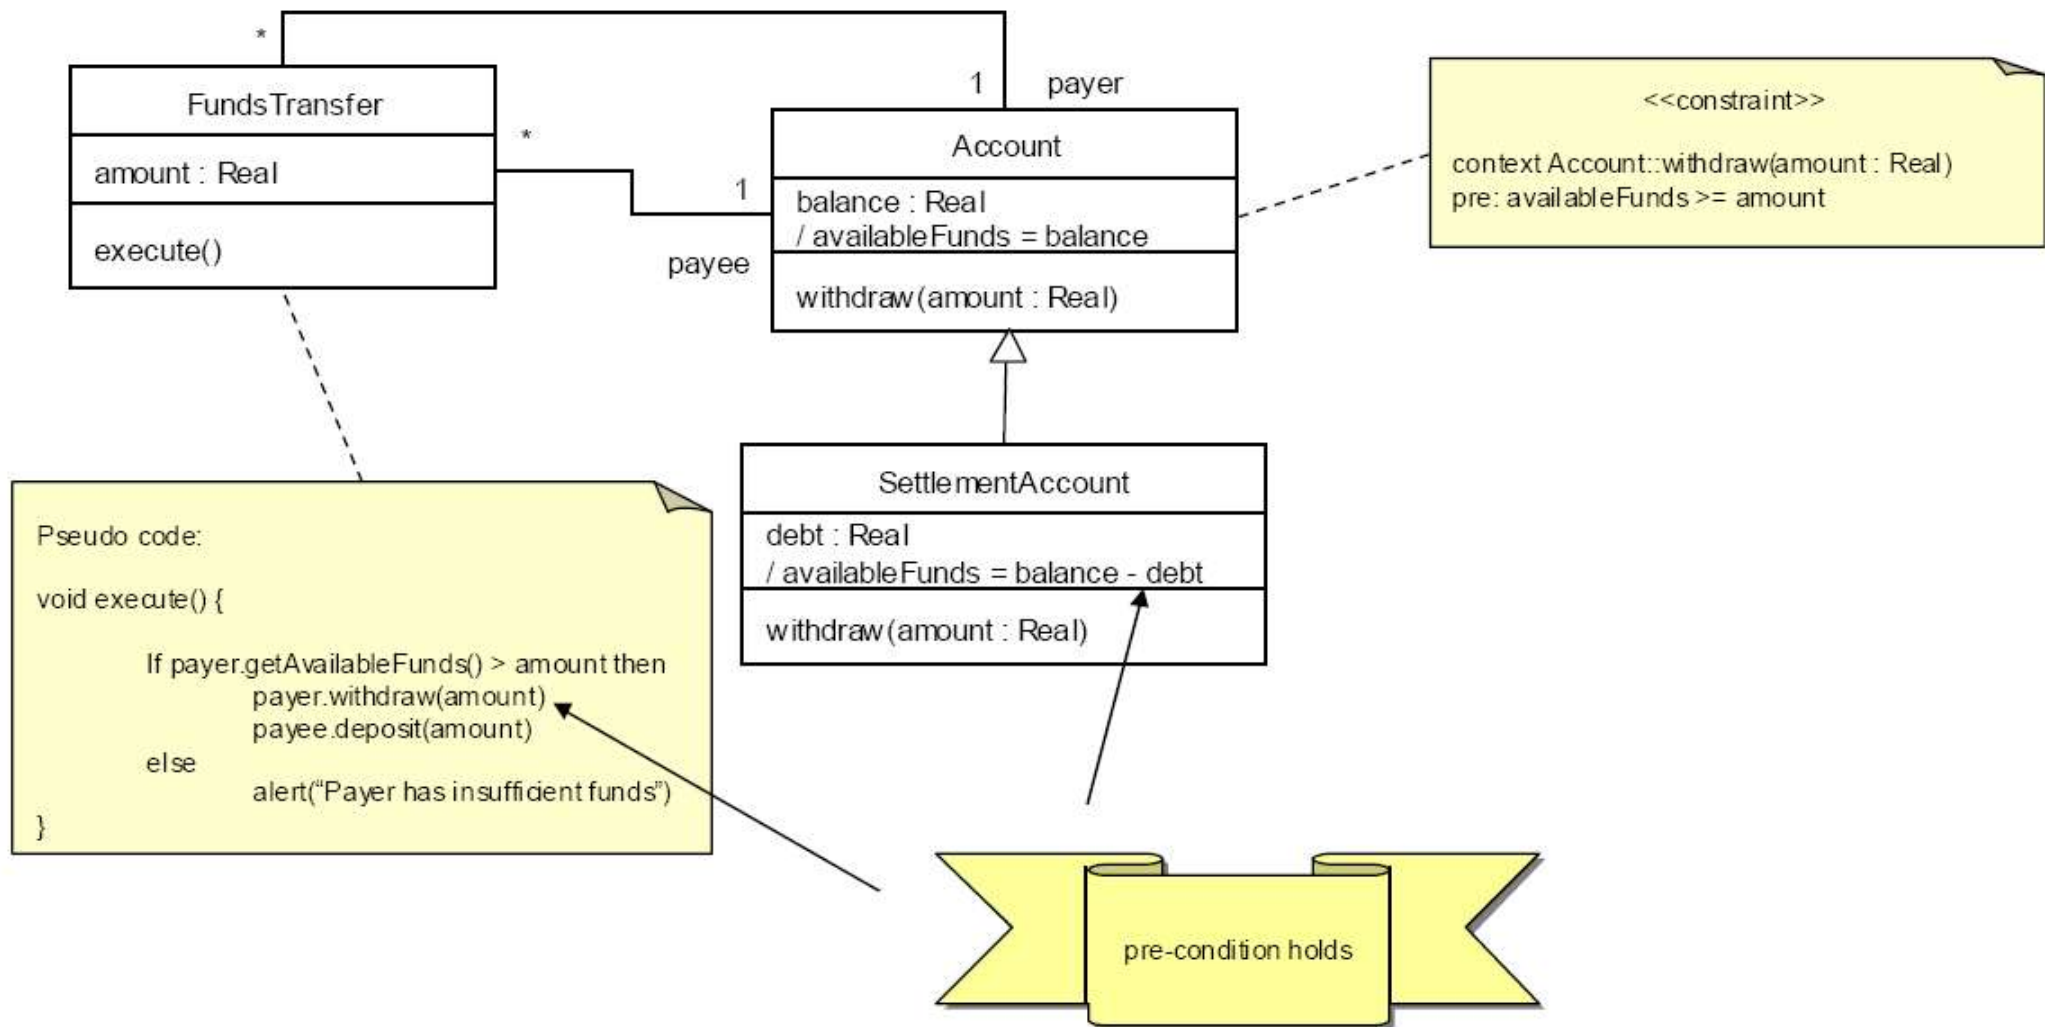 *
FundsTransfer
amount : Real
execute()
*
1
payee
1
payer
Account
balance : Real
/ availableFunds = balance
withdraw(amount : Real)
<<constraint>>
context Account::withdraw(amount : Real)
pre: availableFunds >= amount
SettlementAccount
debt : Real
/ availableFunds = balance - debt
withdraw(amount : Real)
Pseudo code:
void execute() {
If payer.getAvailableFunds() > amount then
payer.withdraw(amount)
payee.deposit(amount)
else
alert(“Payer has insufficient funds”)
}
pre-condition holds